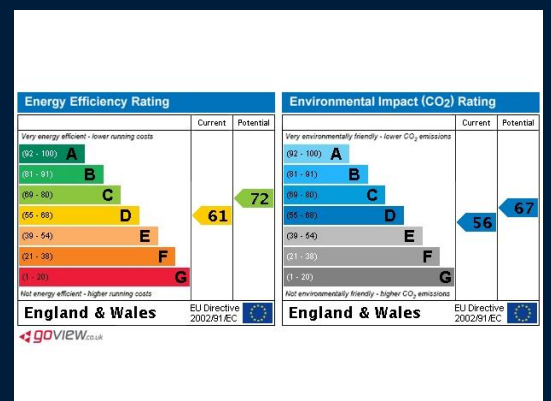 Energy Efficiency Rating
Current Potential
Very energy efficient - lower running costs
(92 - 100) A
(81 - 91) B
(69 - 80) C
(55 - 68) D
(39 - 54) E
(21 - 38) F
(1 - 20) G
61
72
Not energy efficient - higher running costs
England & Wales
EU Directive
2002/91/EC
goview.co.uk
Environmental Impact (CO2) Rating
Current Potential
Very environmentally friendly - lower CO2 emissions
(92 - 100) A
(81 - 91) B
(69 - 80) C
(55 - 68) D
(39 - 54) E
(21 - 38) F
(1 - 20) G
56
67
Not environmentally friendly - higher CO2 emissions
England & Wales
EU Directive
2002/91/EC